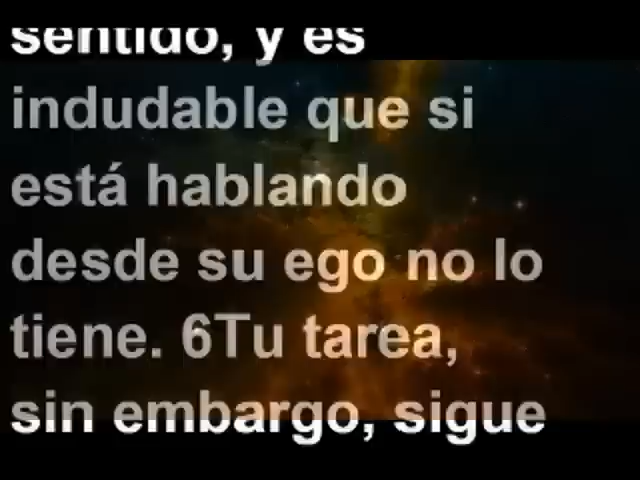 sentido, y es
indudable que si
está hablando
desde su ego no lo
tiene. 6Tu tarea,
sin embargo, sigue